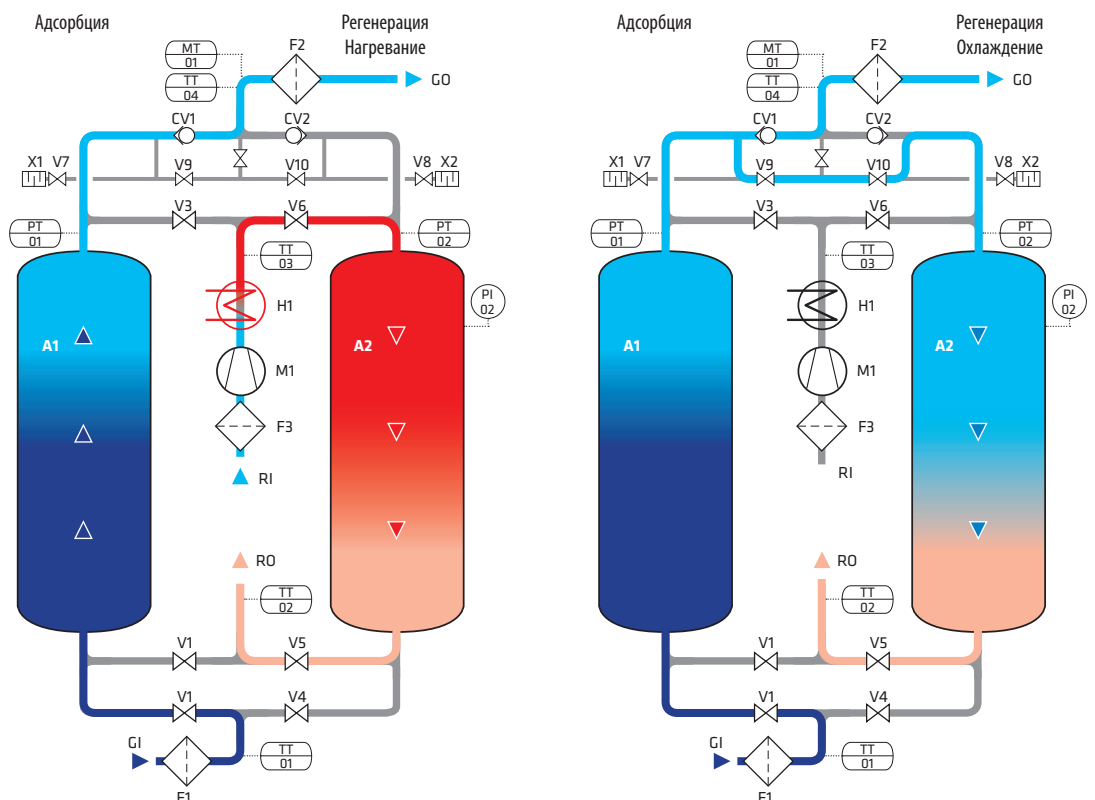 Адсорбция
Регенерация
Нагревание
MT
01
TT
04
F2
GO
CV1
CV2
X1 V7
V9
V10
V8 X2
V3
V6
PT
01
PT
02
TT
03
PI
02
H1
A1
A2
M1
F3
RI
RO
TT
02
V1
V5
V1
V4
GI
TT
01
F1
Адсорбция
Регенерация
Охлаждение
MT
01
TT
04
F2
GO
CV1
CV2
X1 V7
V9
V10
V8 X2
V3
V6
PT
01
PT
02
TT
03
PI
02
H1
A1
A2
M1
F3
RI
RO
TT
02
V1
V5
V1
V4
GI
TT
01
F1